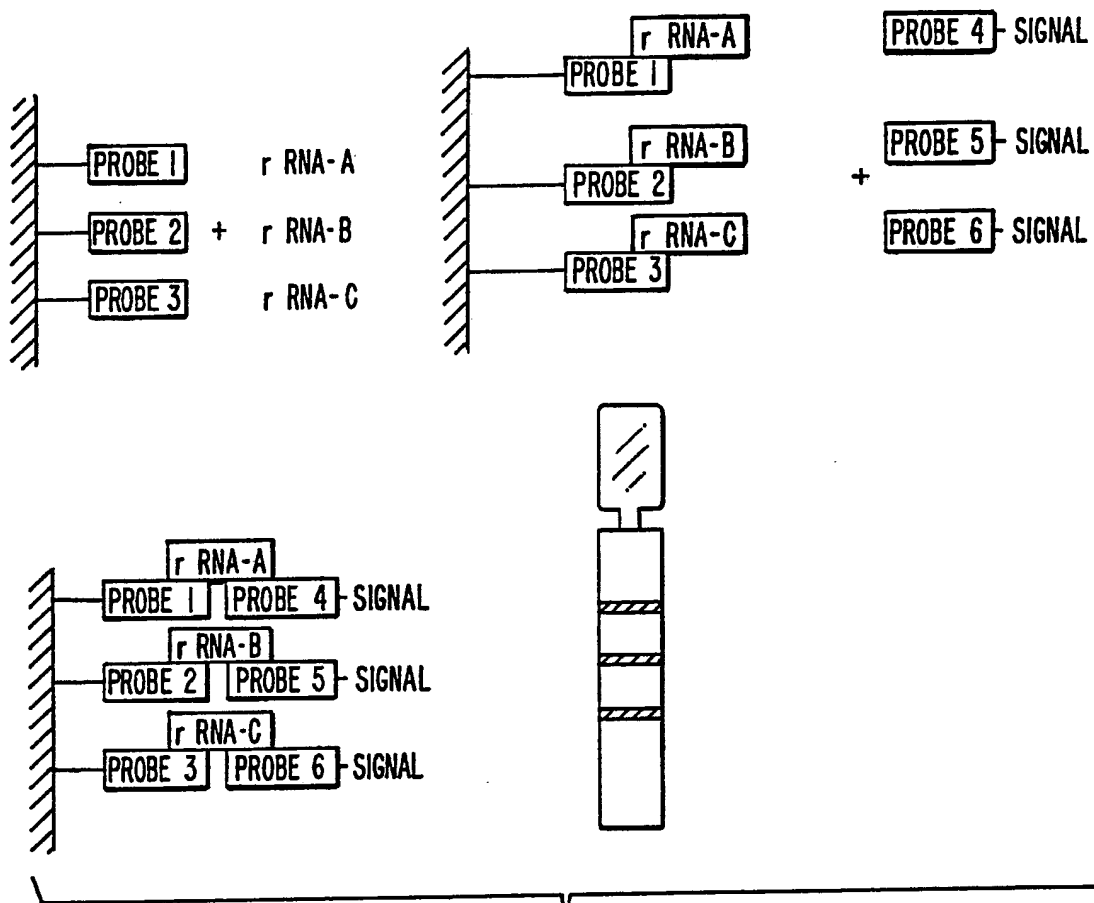 PROBE 1 r RNA-A
PROBE 2 + r RNA-B
PROBE 3 r RNA-C
r RNA-A
PROBE 1
PROBE 4 - SIGNAL
r RNA-B
PROBE 2
+ PROBE 5 - SIGNAL
r RNA-C
PROBE 3
PROBE 6 - SIGNAL
r RNA-A
PROBE 1 PROBE 4 - SIGNAL
r RNA-B
PROBE 2 PROBE 5 - SIGNAL
r RNA-C
PROBE 3 PROBE 6 - SIGNAL